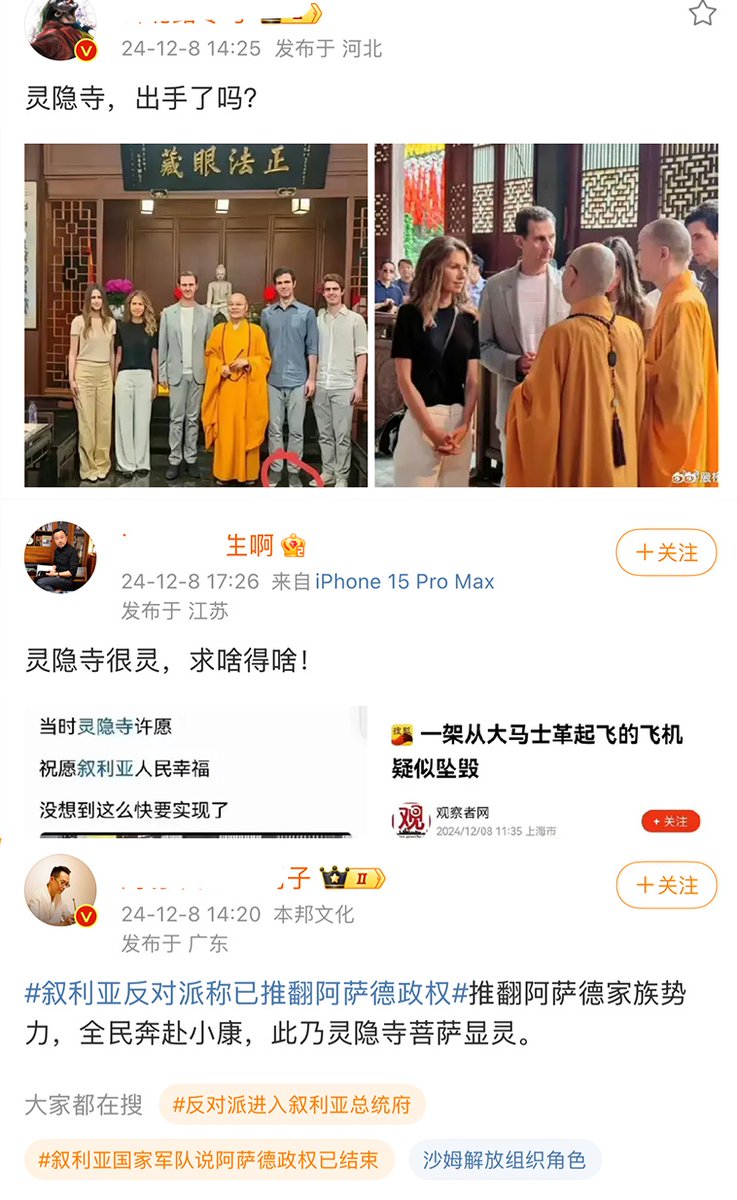 24-12-8 14:25 发布于 河北
灵隐寺，出手了吗？
藏眼法正
生啊
+关注
24-12-8 17:26 来自 iPhone 15 Pro Max
发布于 江苏
灵隐寺很灵，求啥得啥！
当时灵隐寺许愿
祝愿叙利亚人民幸福
没想到这么快要实现了
搜狐 一架从大马士革起飞的飞机
疑似坠毁
观
观察者网
2024/12/08 11:35 上海市
+ 关注
子 II
+关注
24-12-8 14:20 本邦文化
发布于 广东
#叙利亚反对派称已推翻阿萨德政权#推翻阿萨德家族势
力，全民奔赴小康，此乃灵隐寺菩萨显灵。
大家都在搜 #反对派进入叙利亚总统府
#叙利亚国家军队说阿萨德政权已结束 沙姆解放组织角色